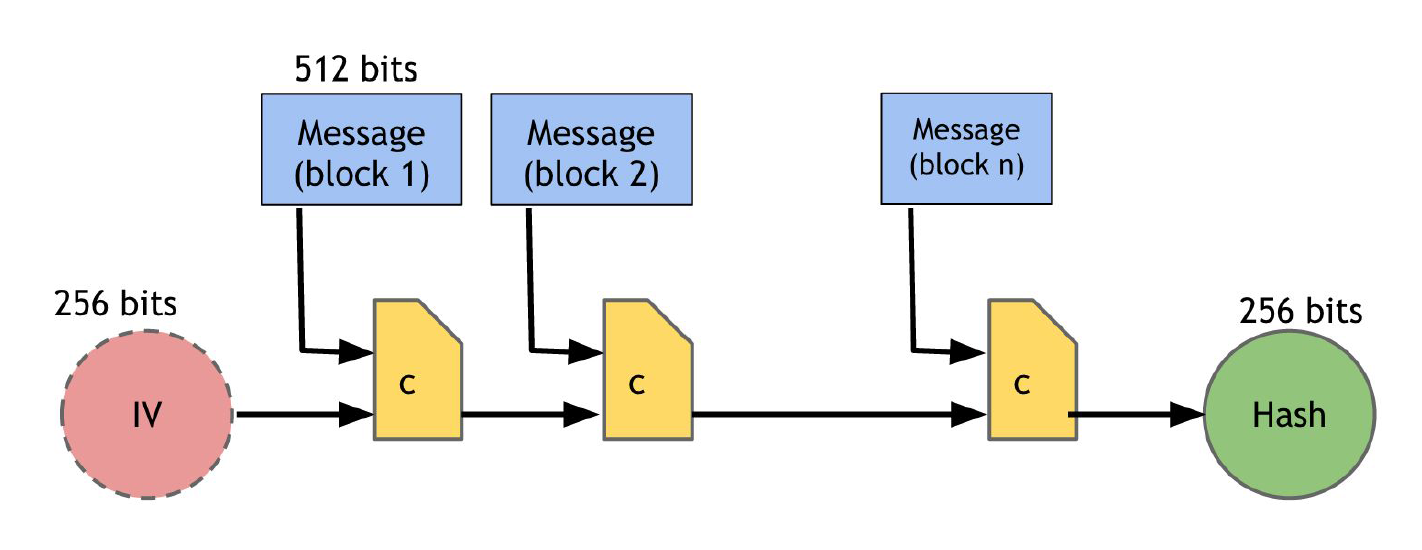 512 bits
Message
(block 1)
Message
(block 2)
Message
(block n)
256 bits
IV
c
c
c
256 bits
Hash